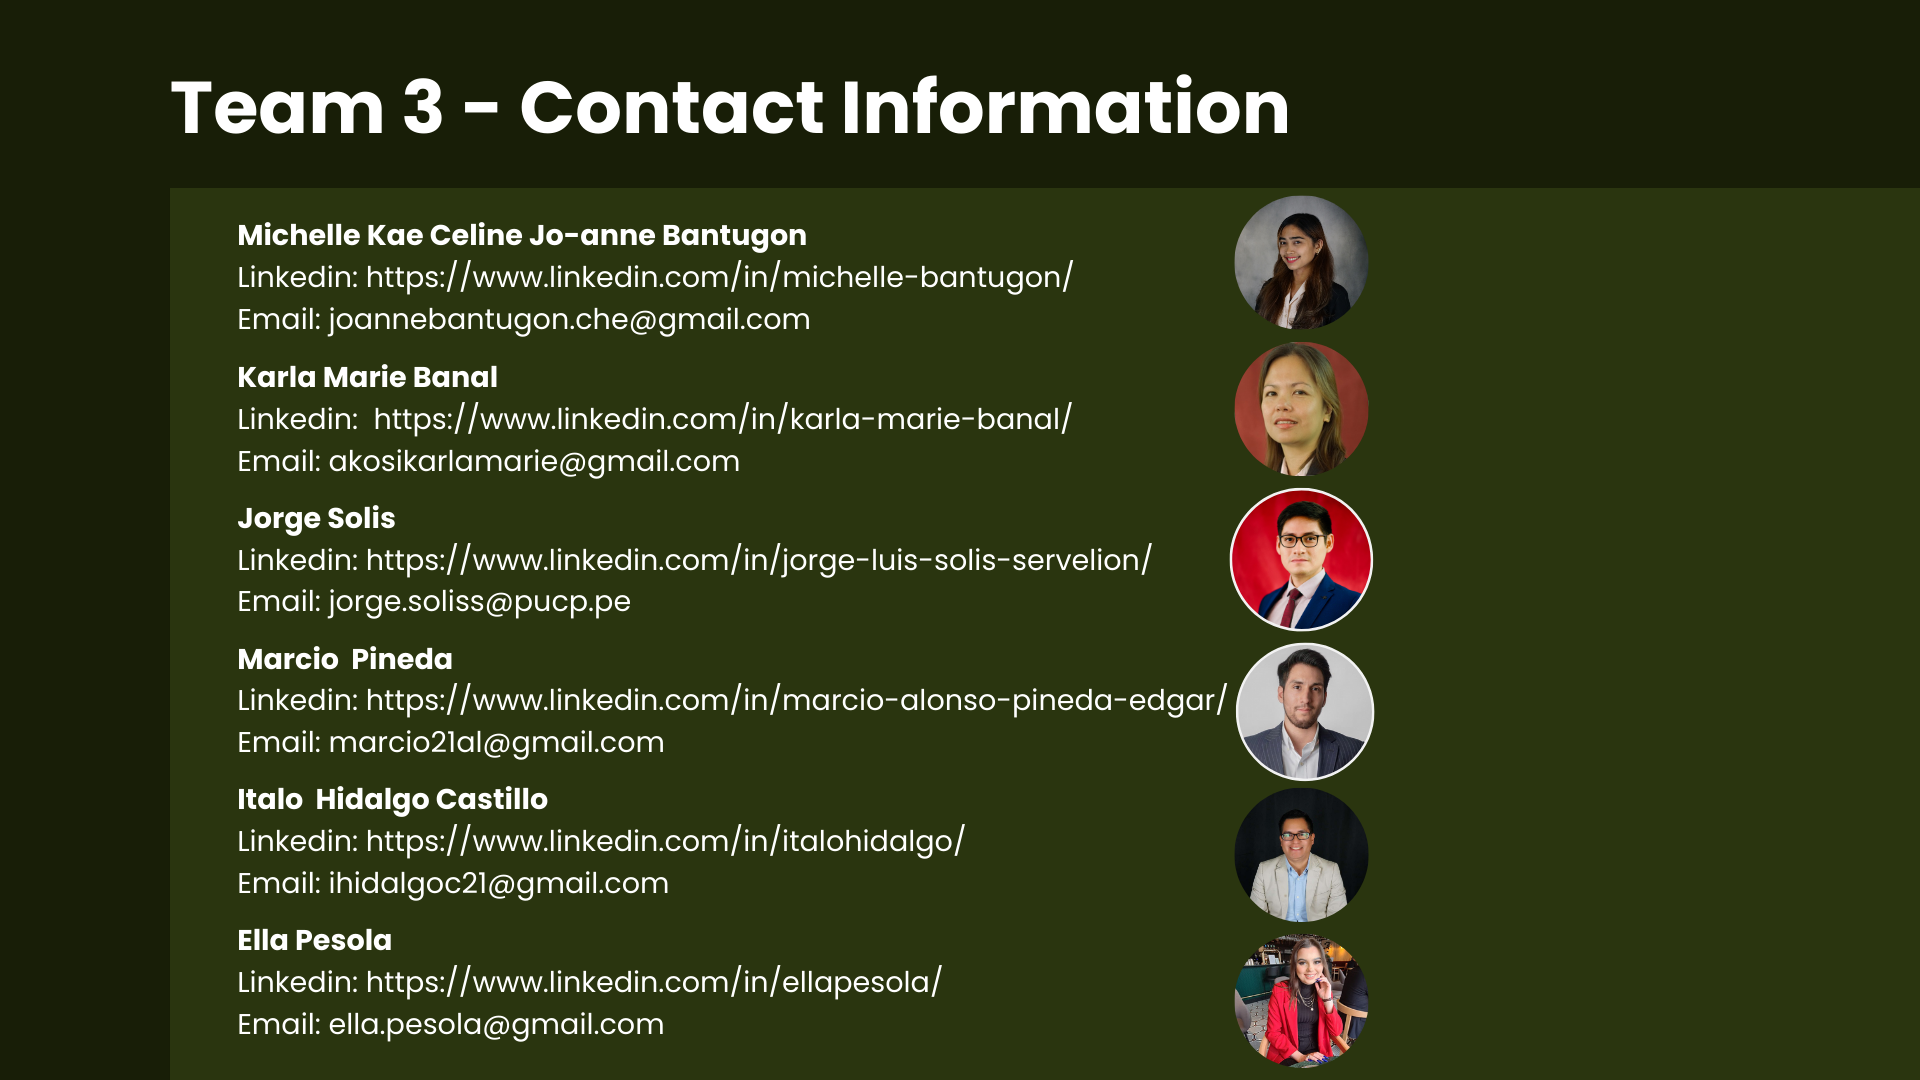 Team 3 - Contact Information
Michelle Kae Celine Jo-anne Bantugon
Linkedin: https://www.linkedin.com/in/michelle-bantugon/
Email: joannebantugon.che@gmail.com
Karla Marie Banal
Linkedin:  https://www.linkedin.com/in/karla-marie-banal/
Email: akosikarlamarie@gmail.com
Jorge Solis
Linkedin: https://www.linkedin.com/in/jorge-luis-solis-servelion/
Email: jorge.soliss@pucp.pe
Marcio  Pineda
Linkedin: https://www.linkedin.com/in/marcio-alonso-pineda-edgar/
Email: marcio21al@gmail.com
Italo  Hidalgo Castillo
Linkedin: https://www.linkedin.com/in/italohidalgo/
Email: ihidalgoc21@gmail.com
Ella Pesola
Linkedin: https://www.linkedin.com/in/ellapesola/
Email: ella.pesola@gmail.com